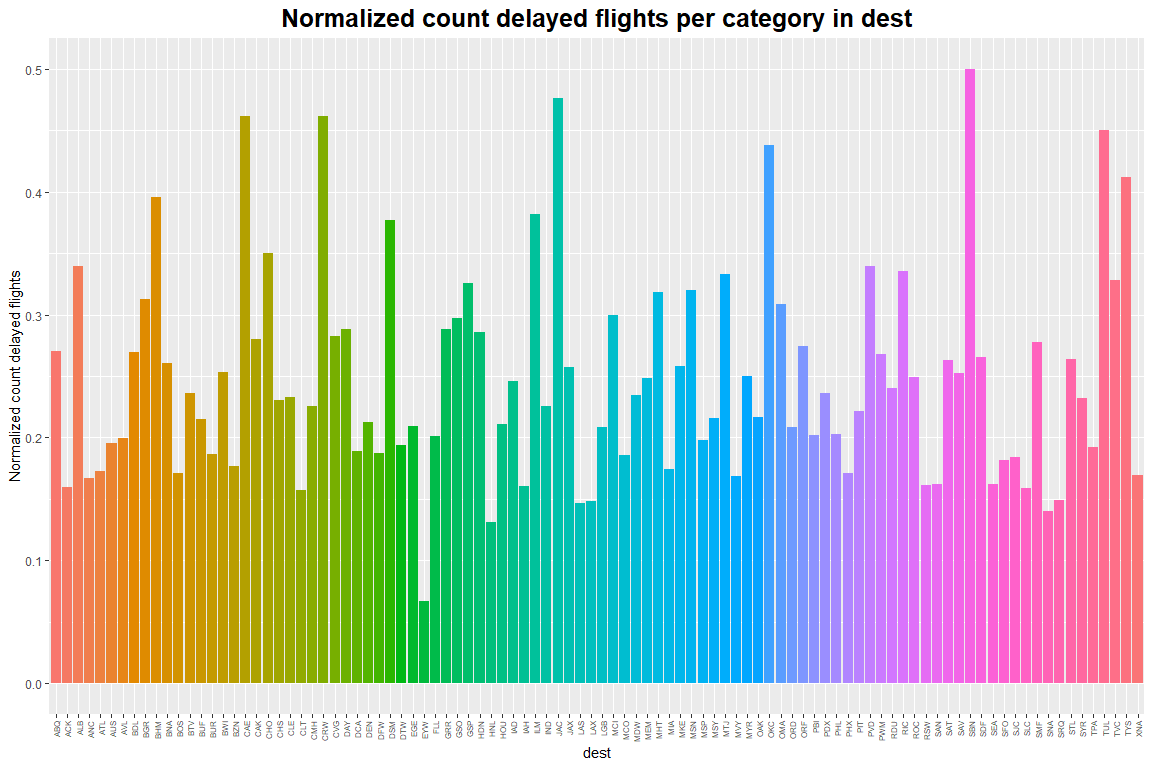 Normalized count delayed flights per category in dest
Normalized count delayed flights
0.5
0.4
0.3
0.2
0.1
0.0
ABQ ACK ALB ANC ATL AUS AVL BDL BGR BHM BNA BOS BTV BUF BUR BWI BZN CAE CAK CHO CHS CLE CLT CMH CRW CVG DAY DCA DEN DFW DSM DTW EGE EYW FLL GRR GSO GSP HDN HNL HOU IAD IAH ILM IND JAC JAX LAS LAX LGB MCI MCO MDW MEM MHT MIA MKE MSN MSP MSY MTJ MVY MYR OAK OKC OMA ORD ORF PBI PDX PHL PHX PIT PVD PWM RDU RIC ROC RSW SAN SAT SAV SBN SDF SEA SFO SJC SLC SMF SNA SRQ STL SYR TPA TUL TVC TYS XNA
dest